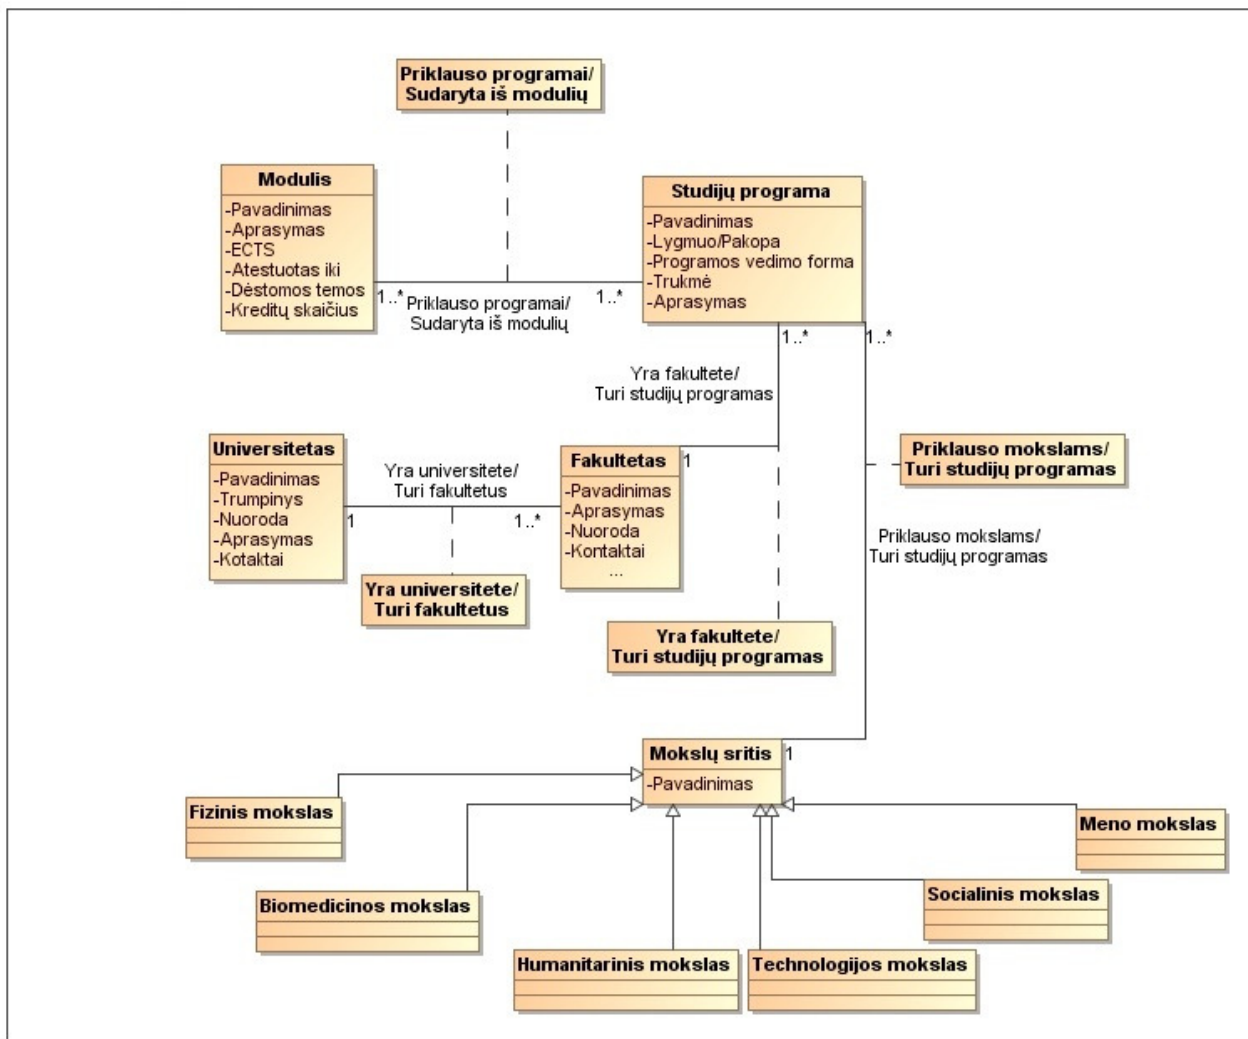 Priklauso programai/
Sudaryta iš modulių
Modulis
-Pavadinimas
-Aprasymas
-ECTS
-Atestuotas iki
-Dėstomos temos
-Kreditų skaičius
Studijų programa
-Pavadinimas
-Lygmuo/Pakopa
-Programos vedimo forma
-Trukmė
-Aprasymas
1..*
Priklauso programai/
Sudaryta iš modulių
1..*
1..*
1..*
Yra fakultete/
Turi studijų programas
Universitetas
-Pavadinimas
-Trumpinys
-Nuoroda
-Aprasymas
-Kotaktai
Yra universitete/
Turi fakultetus
1
1..*
Fakultetas
-Pavadinimas
-Aprasymas
-Nuoroda
-Kontaktai
...
1
Priklauso mokslams/
Turi studijų programas
Priklauso mokslams/
Turi studijų programas
Yra universitete/
Turi fakultetus
Yra fakultete/
Turi studijų programas
Mokslų sritis
-Pavadinimas
1
Fizinis mokslas
Meno mokslas
Biomedicinos mokslas
Socialinis mokslas
Humanitarinis mokslas
Technologijos mokslas